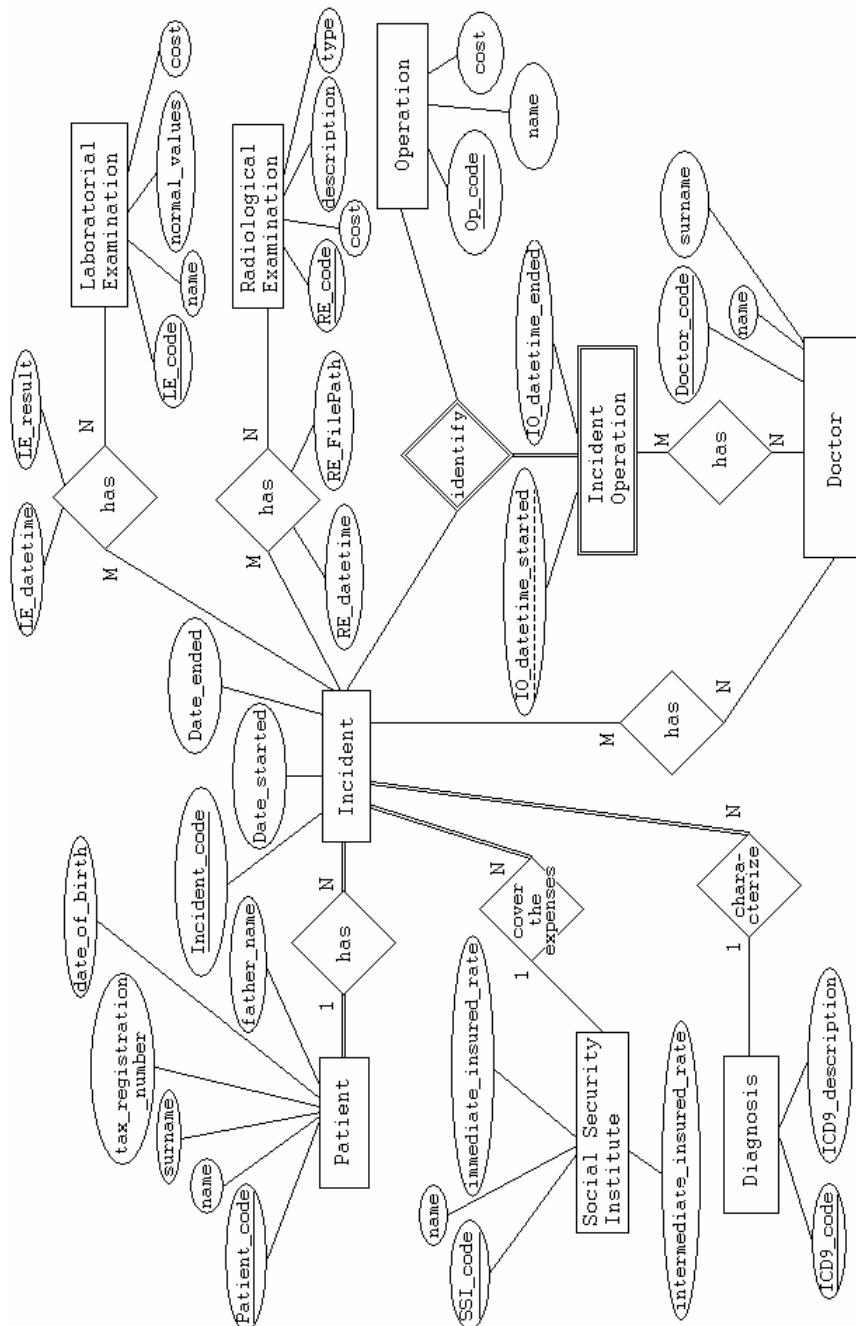 Patient_code
name
surname
tax_registration
_number
date_of_birth
father_name
Patient
1
has
N
Incident_code
Date_started
Date_ended
Incident
M
has
N
LE_datetime
LE_result
Laboratorial
Examination
LE_code
name
normal_values
cost
M
has
N
RE_datetime
RE_FilePath
Radiological
Examination
RE_code
cost
description
type
identify
Operation
Op_code
name
cost
IO_datetime_started
IO_datetime_ended
Incident
Operation
M
has
N
Doctor_code
name
surname
Doctor
M
has
N
SSI_code
name
immediate_insured_rate
intermediate_insured_rate
Social Security
Institute
1
cover
the
expenses
N
ICD9_code
ICD9_description
Diagnosis
1
chara-
cterize
N